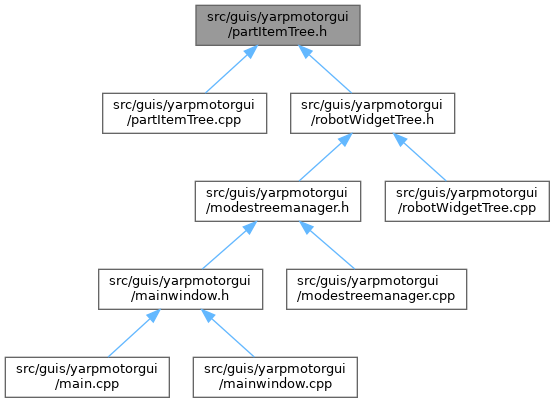 src/guis/yarpmotorgui
/partItemTree.h
src/guis/yarpmotorgui
/partItemTree.cpp
src/guis/yarpmotorgui
/robotWidgetTree.h
src/guis/yarpmotorgui
/modestreemanager.h
src/guis/yarpmotorgui
/robotWidgetTree.cpp
src/guis/yarpmotorgui
/mainwindow.h
src/guis/yarpmotorgui
/modestreemanager.cpp
src/guis/yarpmotorgui
/main.cpp
src/guis/yarpmotorgui
/mainwindow.cpp